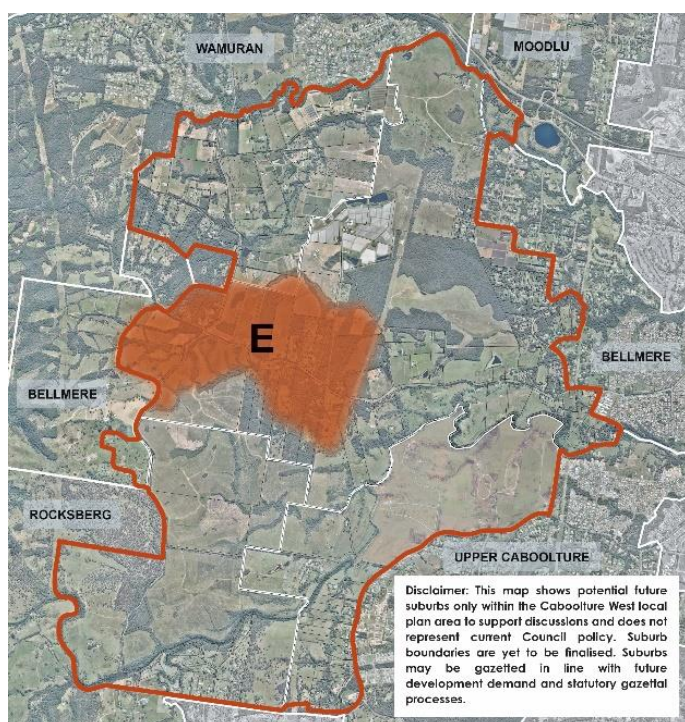 WAMURAN
MOODLU
E
BELLMERE
BELLMERE
ROCKSBERG
UPPER CABOOLTURE
Disclaimer: This map shows potential future
suburbs only within the Caboolture West local
plan area to support discussions and does not
represent current Council policy. Suburb
boundaries are yet to be finalised. Suburbs
may be gazetted in line with future
development demand and statutory gazettal
processes.